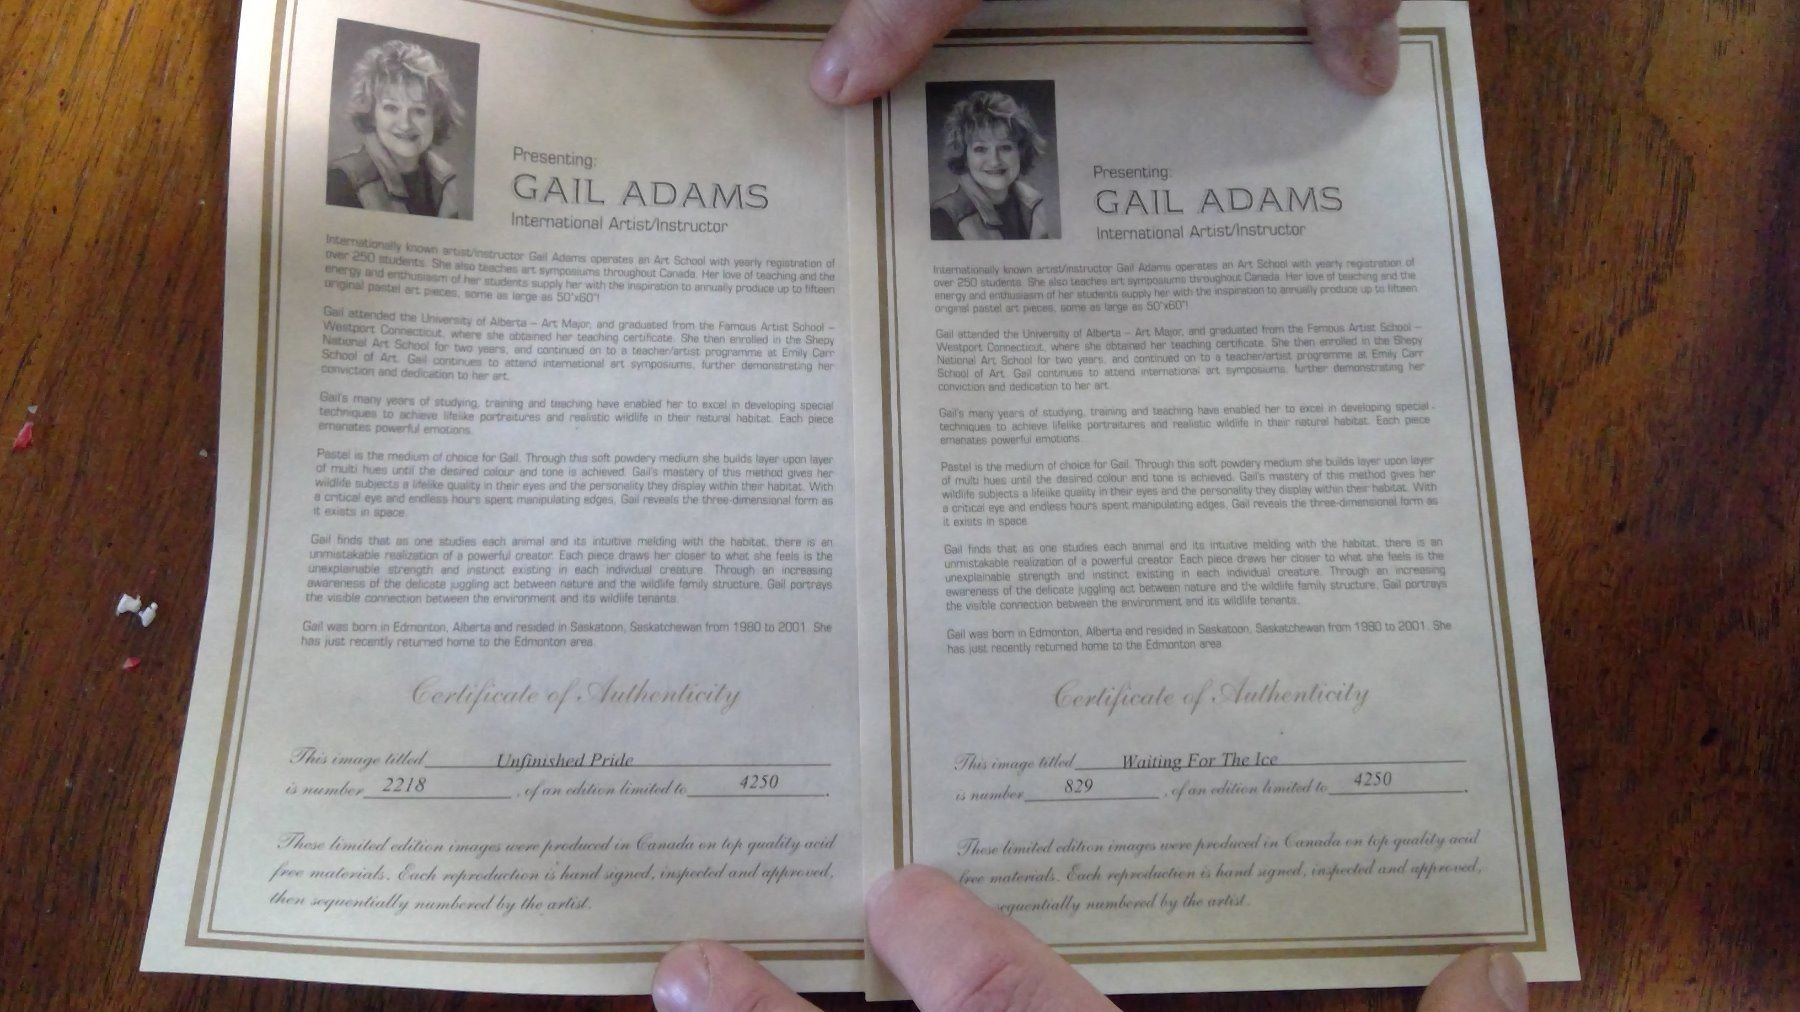 Presenting:
GAIL ADAMS
International Artist/Instructor
Internationally known artist/instructor Gail Adams operates an Art School with yearly registration of
over 250 students. She also teaches art symposiums throughout Canada. Her love of teaching and the
energy and enthusiasm of her students supply her with the inspiration to annually produce up to fifteen
original pastel art pieces, some as large as 50"x60"!
Gail attended the University of Alberta – Art Major, and graduated from the Famous Artist School –
Westport Connecticut, where she obtained her teaching certificate. She then enrolled in the Shepy
National Art School for two years, and continued on to a teacher/artist programme at Emily Carr
School of Art. Gail continues to attend international art symposiums, further demonstrating her
conviction and dedication to her art.
Gail's many years of studying, training and teaching have enabled her to excel in developing special
techniques to achieve lifelike portraitures and realistic wildlife in their natural habitat. Each piece
emanates powerful emotions.
Pastel is the medium of choice for Gail. Through this soft powdery medium she builds layer upon layer
of multi hues until the desired colour and tone is achieved. Gail's mastery of this method gives her
wildlife subjects a lifelike quality in their eyes and the personality they display within their habitat. With
a critical eye and endless hours spent manipulating edges, Gail reveals the three-dimensional form as
it exists in space.
Gail finds that as one studies each animal and its intuitive melding with the habitat, there is an
unmistakable realization of a powerful creator. Each piece draws her closer to what she feels is the
unexplainable strength and instinct existing in each individual creature. Through an increasing
awareness of the delicate juggling act between nature and the wildlife family structure, Gail portrays
the visible connection between the environment and its wildlife tenants.
Gail was born in Edmonton, Alberta and resided in Saskatoon, Saskatchewan from 1980 to 2001. She
has just recently returned home to the Edmonton area.
Certificate of Authenticity
This image titled Unfinished Pride
is number 2218, of an edition limited to 4250.
These limited edition images were produced in Canada on top quality acid
free materials. Each reproduction is hand signed, inspected and approved,
then sequentially numbered by the artist.
Presenting:
GAIL ADAMS
International Artist/Instructor
Internationally known artist/instructor Gail Adams operates an Art School with yearly registration of
over 250 students. She also teaches art symposiums throughout Canada. Her love of teaching and the
energy and enthusiasm of her students supply her with the inspiration to annually produce up to fifteen
original pastel art pieces, some as large as 50"x60"!
Gail attended the University of Alberta – Art Major, and graduated from the Famous Artist School –
Westport Connecticut, where she obtained her teaching certificate. She then enrolled in the Shepy
National Art School for two years, and continued on to a teacher/artist programme at Emily Carr
School of Art. Gail continues to attend international art symposiums, further demonstrating her
conviction and dedication to her art.
Gail's many years of studying, training and teaching have enabled her to excel in developing special
techniques to achieve lifelike portraitures and realistic wildlife in their natural habitat. Each piece
emanates powerful emotions.
Pastel is the medium of choice for Gail. Through this soft powdery medium she builds layer upon layer
of multi hues until the desired colour and tone is achieved. Gail's mastery of this method gives her
wildlife subjects a lifelike quality in their eyes and the personality they display within their habitat. With
a critical eye and endless hours spent manipulating edges, Gail reveals the three-dimensional form as
it exists in space.
Gail finds that as one studies each animal and its intuitive melding with the habitat, there is an
unmistakable realization of a powerful creator. Each piece draws her closer to what she feels is the
unexplainable strength and instinct existing in each individual creature. Through an increasing
awareness of the delicate juggling act between nature and the wildlife family structure, Gail portrays
the visible connection between the environment and its wildlife tenants.
Gail was born in Edmonton, Alberta and resided in Saskatoon, Saskatchewan from 1980 to 2001. She
has just recently returned home to the Edmonton area.
Certificate of Authenticity
This image titled Waiting For The Ice
is number 829, of an edition limited to 4250.
These limited edition images were produced in Canada on top quality acid
free materials. Each reproduction is hand signed, inspected and approved,
sequentially numbered by the artist.